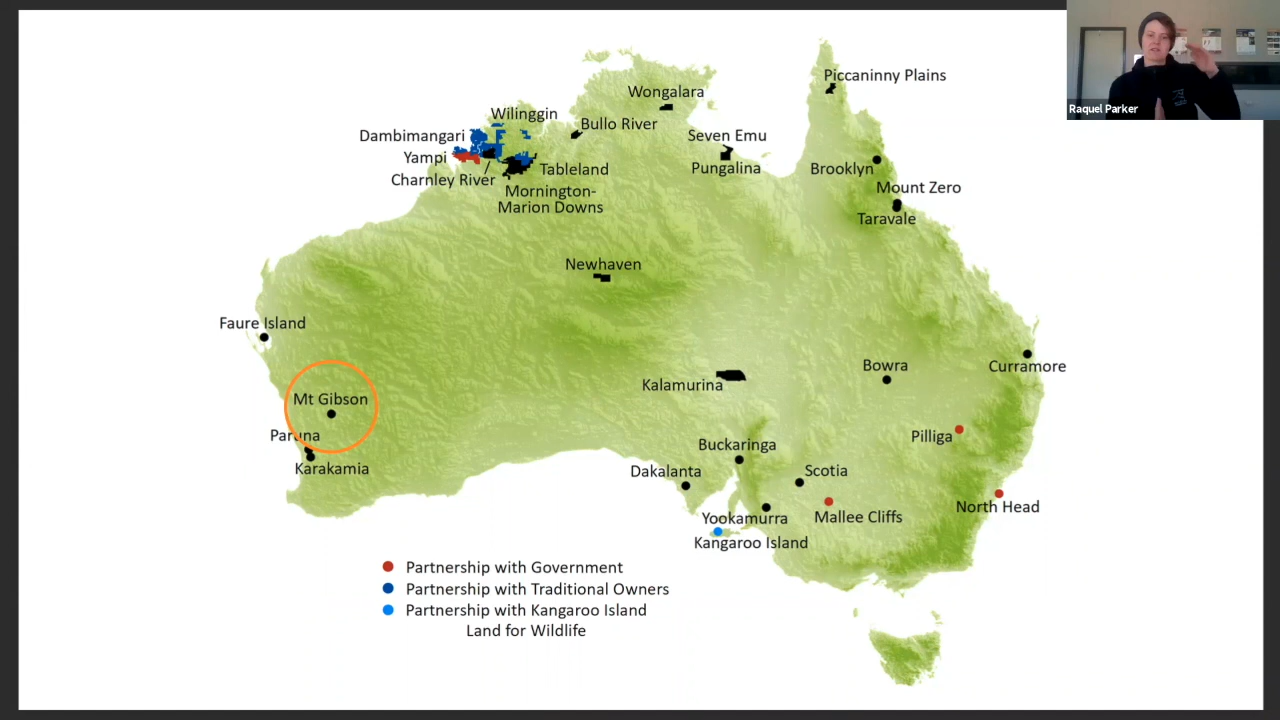 Piccaninny Plains
Raquel Parker
Wongalara
Wilinggin
Bullo River
Dambimangari
Seven Emu
Yampi
Tableland
Pungalina
Brooklyn
Charnley River
Mornington-
Marion Downs
Mount Zero
Taravale
Newhaven
Faure Island
Curramore
Bowra
Kalamurina
Mt Gibson
Paruna
Pilliga
Buckaringa
Karakamia
Dakalanta
Scotia
North Head
Yookamurra
Mallee Cliffs
Kangaroo Island
Partnership with Government
Partnership with Traditional Owners
Partnership with Kangaroo Island
Land for Wildlife